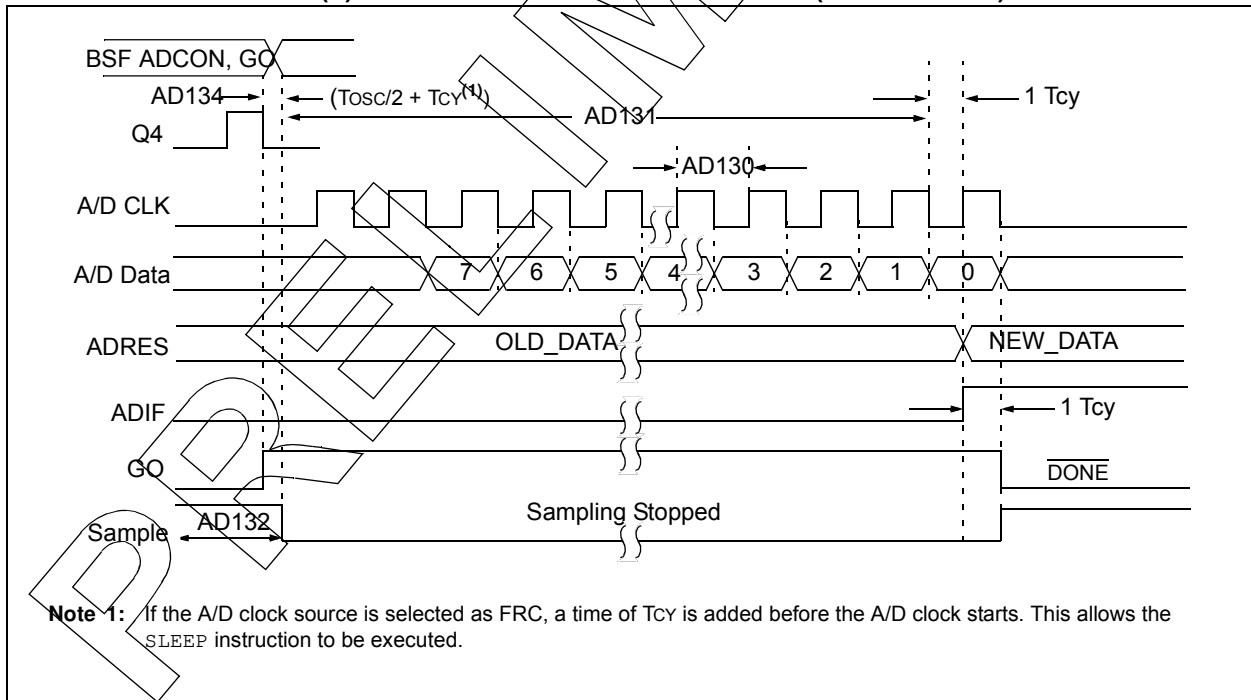 BSF ADCON, GO
AD134
(TOSC/2 + TCY(1))
AD131
1 Tcy
Q4
AD130
A/D CLK
A/D Data
7 6 5 4 3 2 1 0
ADRES
OLD_DATA
NEW_DATA
ADIF
1 Tcy
GO
DONE
Sample
AD132
Sampling Stopped
Note 1: If the A/D clock source is selected as FRC, a time of TCY is added before the A/D clock starts. This allows the
SLEEP instruction to be executed.